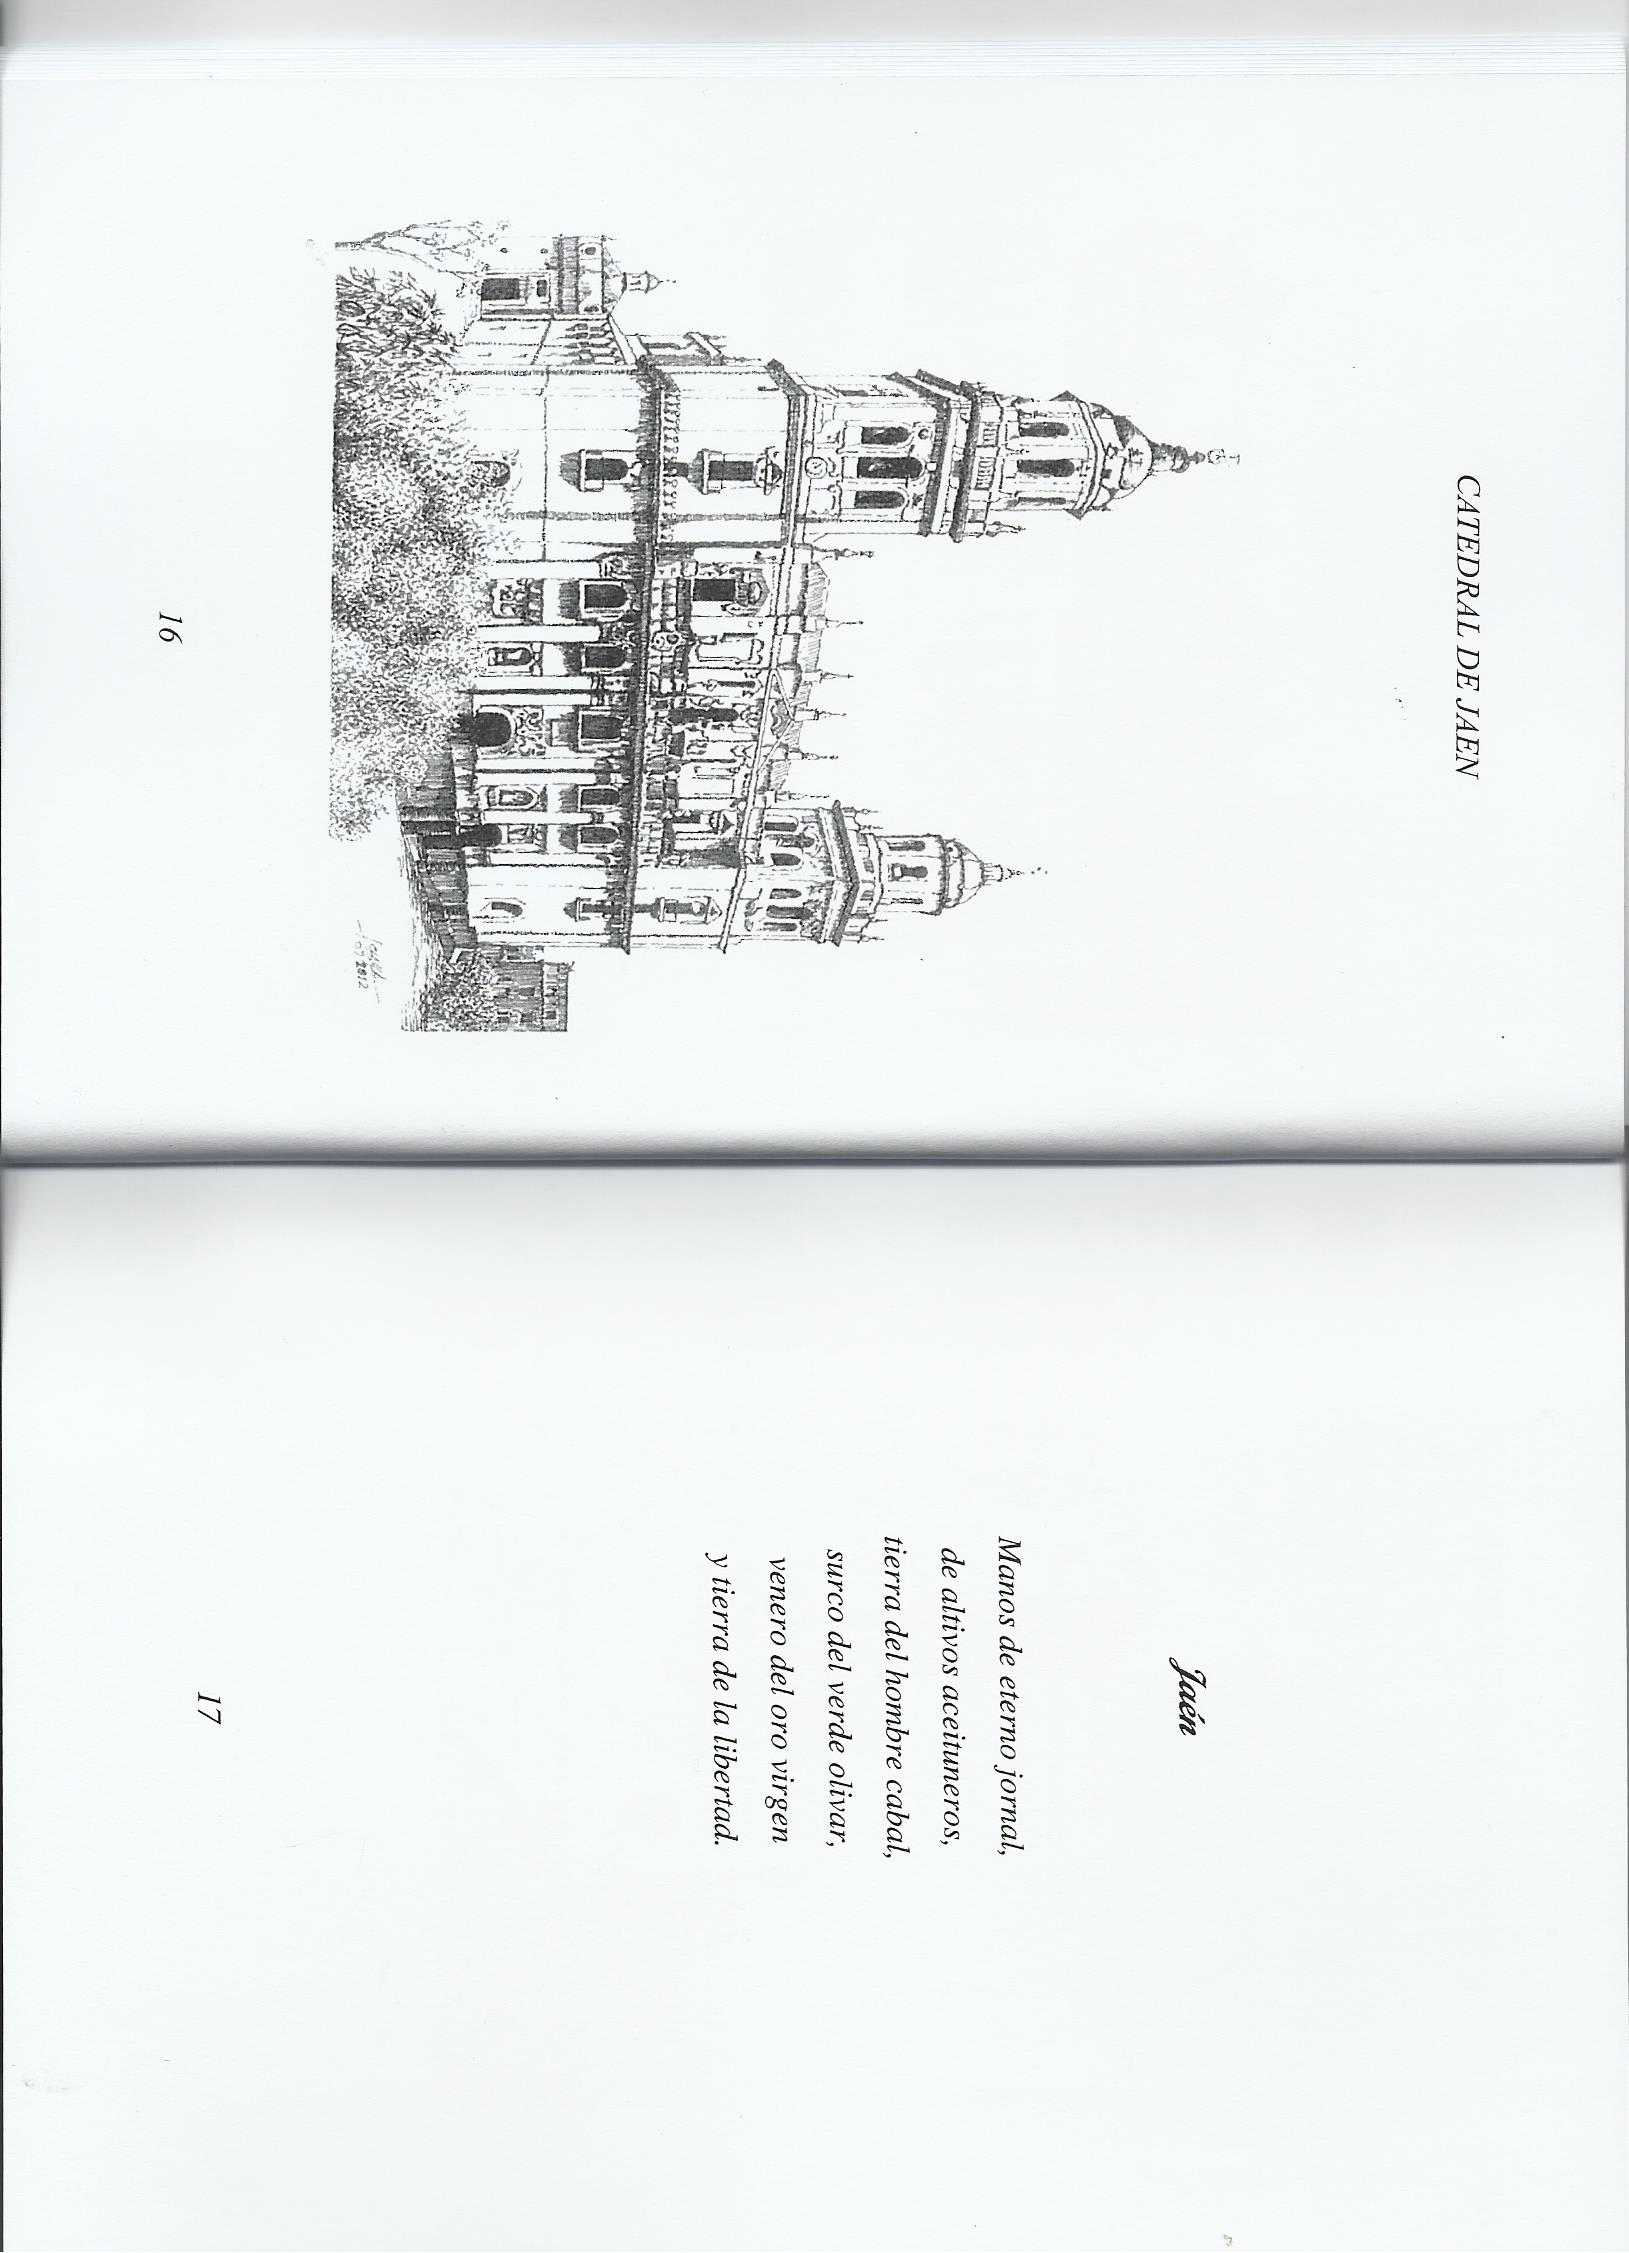 CATEDRAL DE JAEN
2012
16
Jaén
Manos de eterno jornal,
de altivos aceituneros,
tierra del hombre cabal,
surco del verde olivar,
venero del oro virgen
y tierra de la libertad.
17